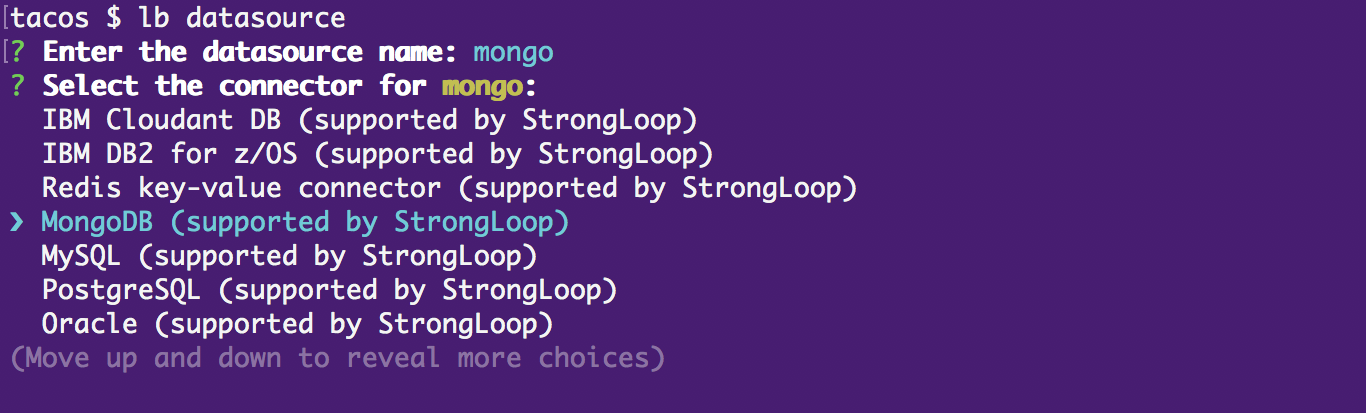 [tacos $ lb datasource
[? Enter the datasource name: mongo
? Select the connector for mongo:
IBM Cloudant DB (supported by StrongLoop)
IBM DB2 for z/OS (supported by StrongLoop)
Redis key-value connector (supported by StrongLoop)
❯ MongoDB (supported by StrongLoop)
MySQL (supported by StrongLoop)
PostgreSQL (supported by StrongLoop)
Oracle (supported by StrongLoop)
(Move up and down to reveal more choices)